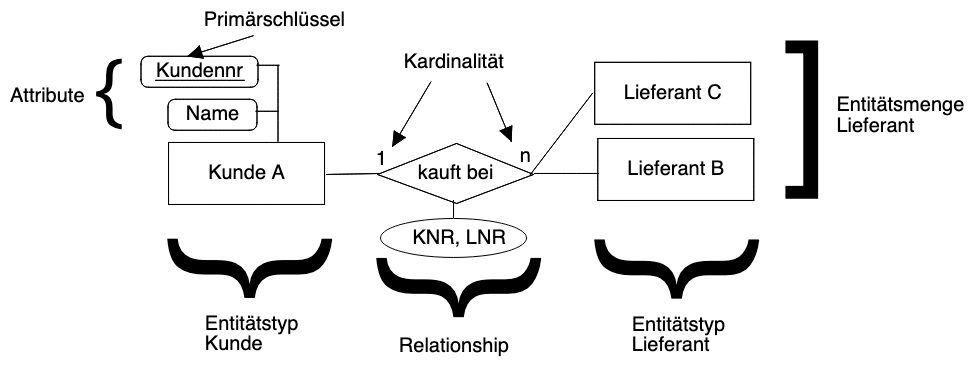 Primärschlüssel
Kundennr
Attribute
Name
Kardinalität
Lieferant C
Entitätsmenge
Lieferant
1
n
Kunde A
kauft bei
Lieferant B
KNR, LNR
Entitätstyp
Kunde
Relationship
Entitätstyp
Lieferant